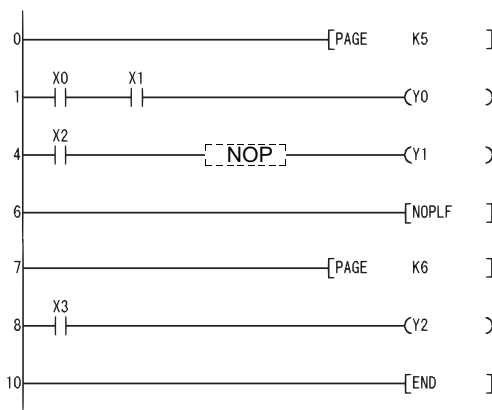 0 [PAGE K5 ]
X0 X1
1 (Y0 )
X2
4 NOP (Y1 )
6 [NOPLF ]
7 [PAGE K6 ]
X3
8 (Y2 )
10 [END ]